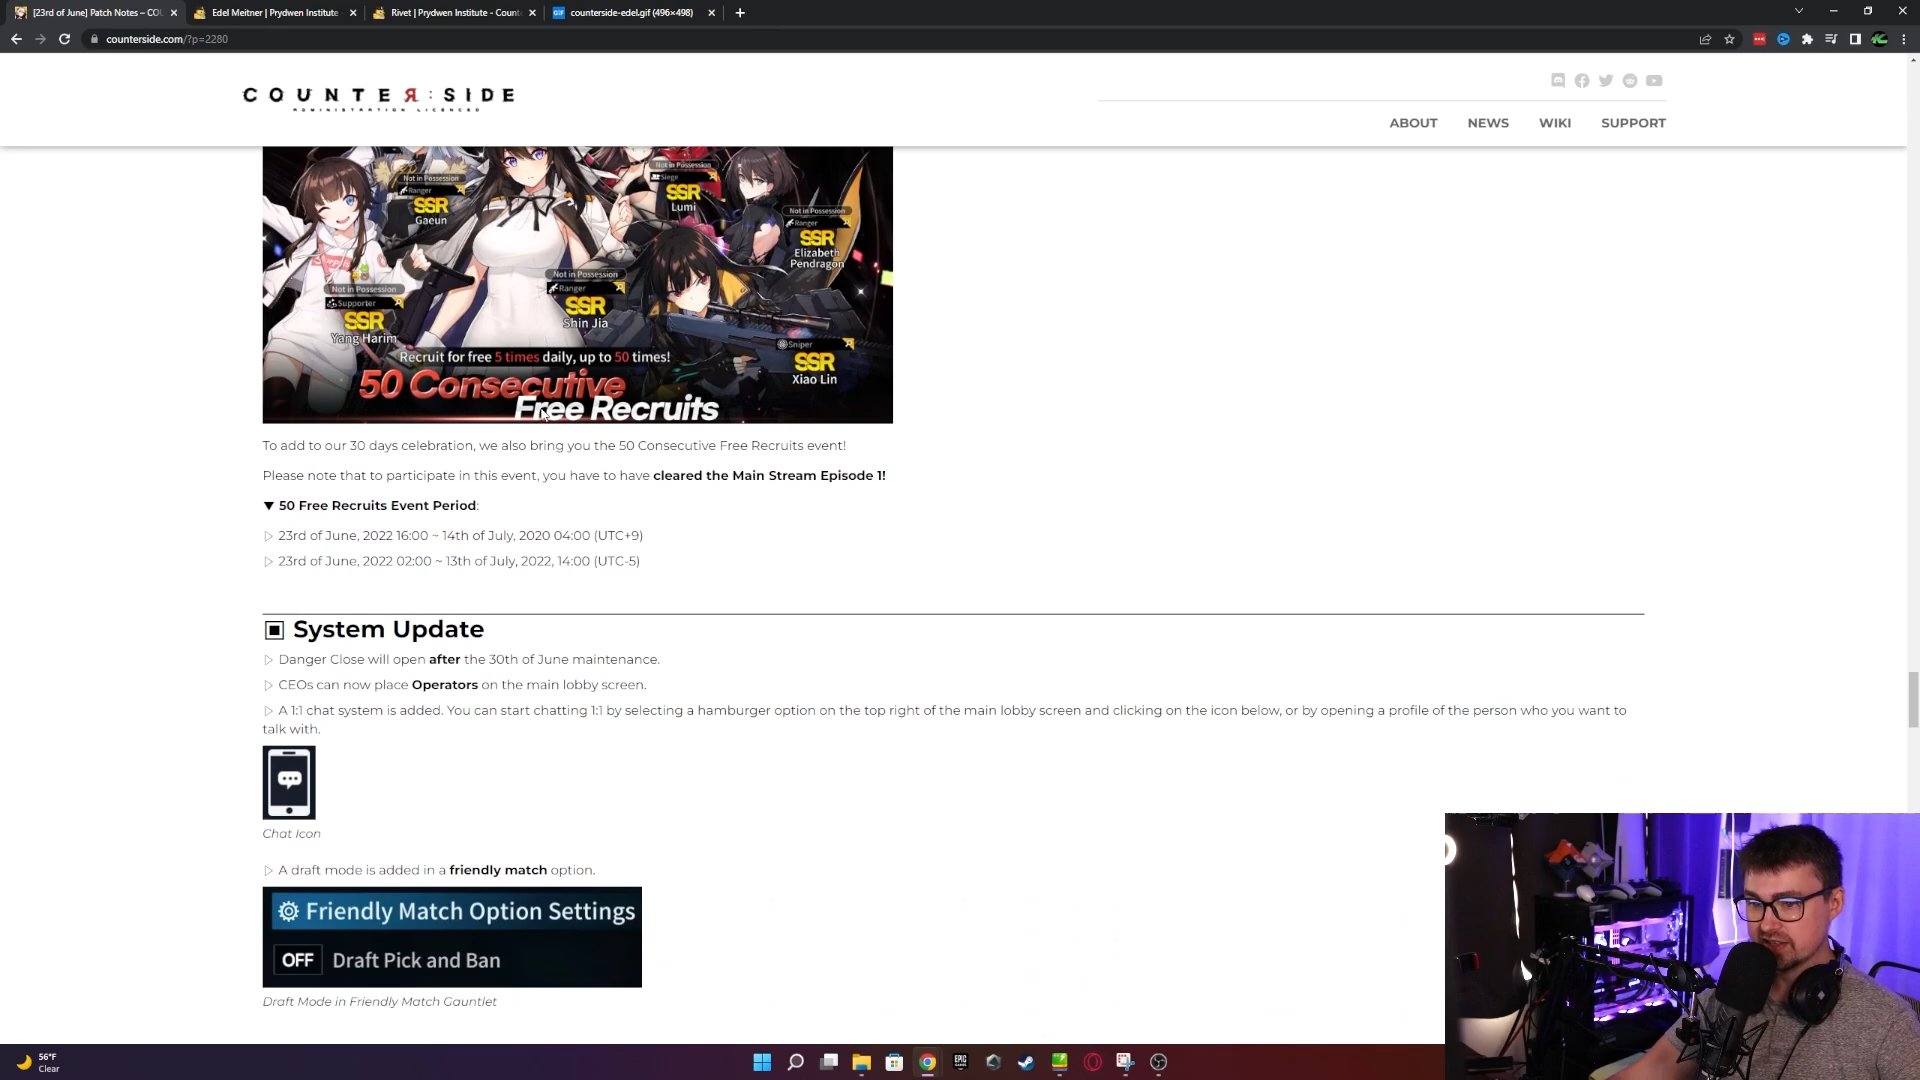 [23rd of June] Patch Notes – COU
Edel Meitner | Prydwen Institute
Rivet | Prydwen Institute - Count
counterside-edel.gif (496×498)
counterside.com/?p=2280
COUNTER:SIDE
ADMINISTRATION LICENCED
ABOUT
NEWS
WIKI
SUPPORT
Not in Possession
Ranger
SSR
Gaeun
Not in Possession
Siege
SSR
Lumi
Not in Possession
Ranger
SSR
Elizabeth
Pendragon
Not in Possession
Supporter
SSR
Yang Harim
Not in Possession
Ranger
SSR
Shin Jia
Sniper
SSR
Xiao Lin
Recruit for free 5 times daily, up to 50 times!
50 Consecutive
Free Recruits
To add to our 30 days celebration, we also bring you the 50 Consecutive Free Recruits event!
Please note that to participate in this event, you have to have cleared the Main Stream Episode 1!
▼ 50 Free Recruits Event Period:
▷ 23rd of June, 2022 16:00 ~ 14th of July, 2020 04:00 (UTC+9)
▷ 23rd of June, 2022 02:00 ~ 13th of July, 2022, 14:00 (UTC-5)
▣ System Update
▷ Danger Close will open after the 30th of June maintenance.
▷ CEOs can now place Operators on the main lobby screen.
▷ A 1:1 chat system is added. You can start chatting 1:1 by selecting a hamburger option on the top right of the main lobby screen and clicking on the icon below, or by opening a profile of the person who you want to
talk with.
Chat Icon
▷ A draft mode is added in a friendly match option.
Friendly Match Option Settings
OFF Draft Pick and Ban
Draft Mode in Friendly Match Gauntlet
56°F
Clear
EPIC